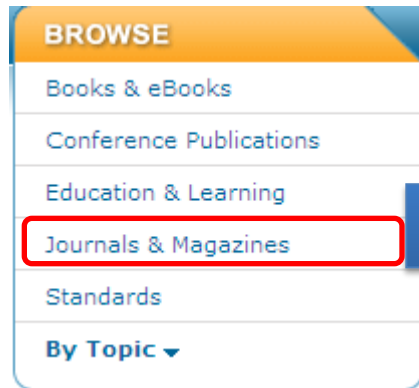 BROWSE
Books & eBooks
Conference Publications
Education & Learning
Journals & Magazines
Standards
By Topic